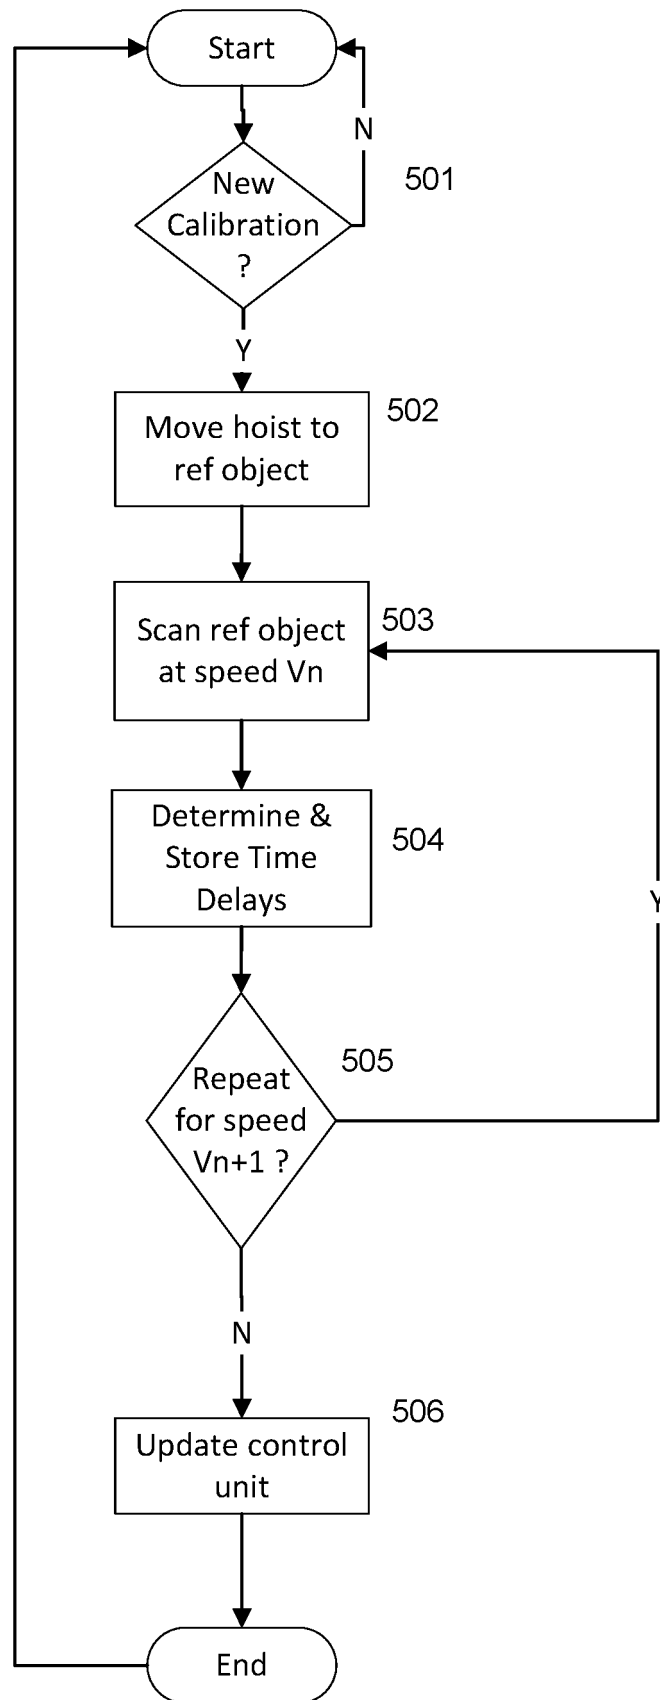 Start
N
501
New
Calibration
?
Y
502
Move hoist to
ref object
503
Scan ref object
at speed Vn
Determine &
Store Time
Delays
504
Y
505
Repeat
for speed
Vn+1 ?
N
506
Update control
unit
End